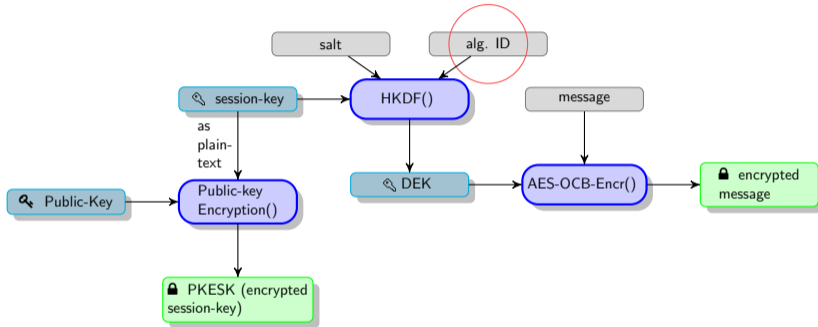 salt
alg. ID
session-key
HKDF()
message
as
plain-
text
DEK
AES-OCB-Encr()
encrypted
message
Public-Key
Public-key
Encryption()
PKESK (encrypted
session-key)